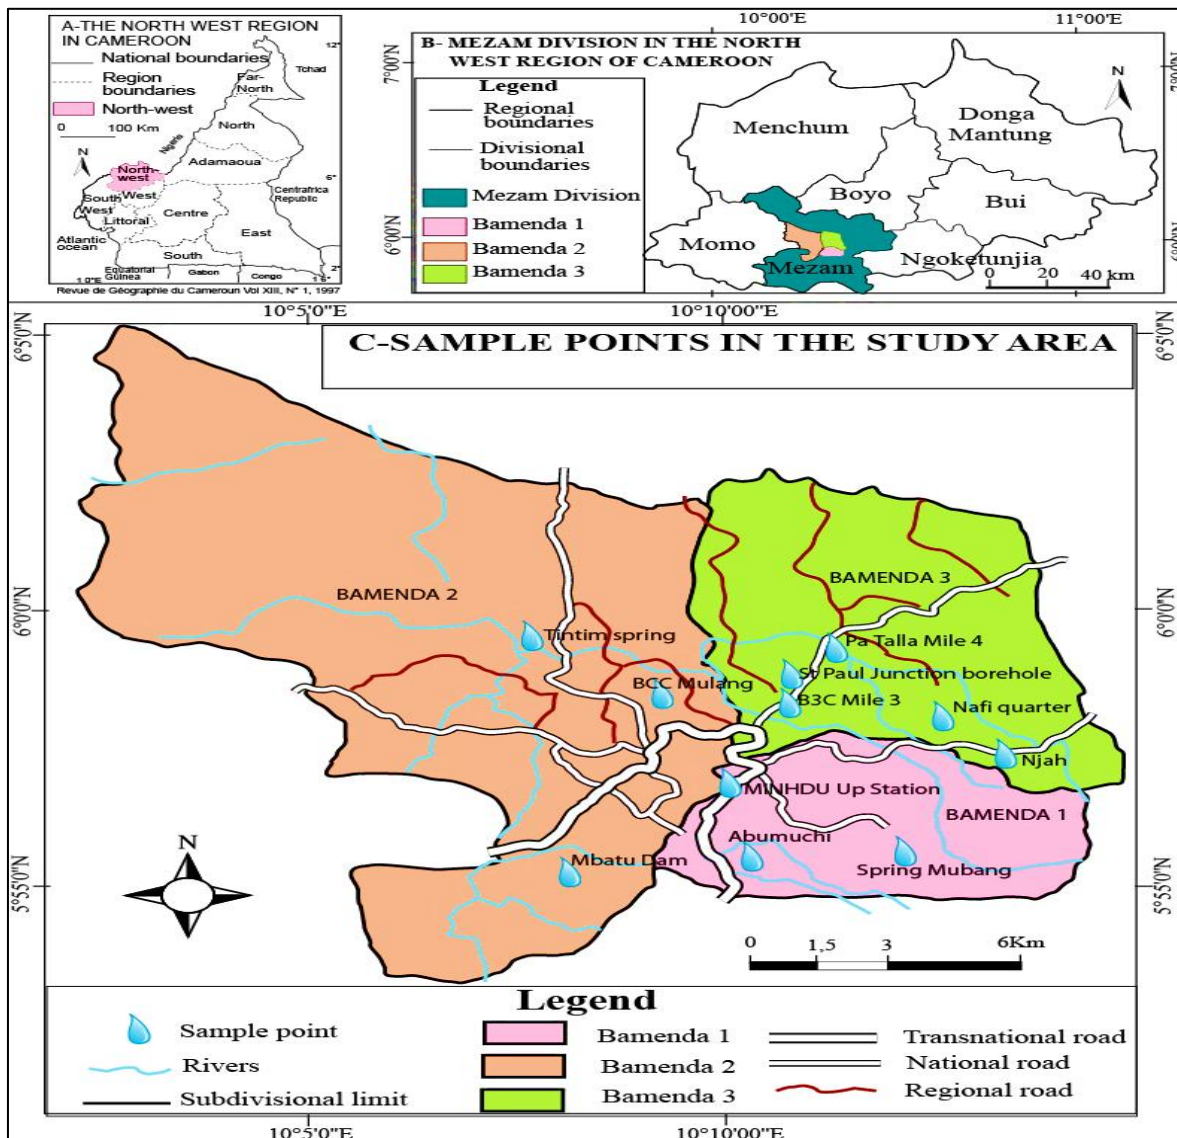 A-THE NORTH WEST REGION
IN CAMEROON
National boundaries
Region
boundaries
North-west
0 100 Km
N
12°
Tchad
Far-
North
Nigeria
North
Adamaoua
6°
North-
west
West
South
West
Littoral
Centre
Centrafrica
Republic
East
Atlantic
ocean
South
Equatorial
Guinea
Gabon
Congo
2°
Revue de Géographie du Cameroun Vol XIII, N° 1, 1997
10°00'E 11°00'E
B- MEZAM DIVISION IN THE NORTH
WEST REGION OF CAMEROON
7°00'N
6°00'N
Legend
Regional
boundaries
Divisional
boundaries
Mezam Division
Bamenda 1
Bamenda 2
Bamenda 3
N
Menchum
Donga
Mantung
Boyo
Bui
Momo
Mezam
Ngoketunjia
0 20 40 km
10°5'0"E 10°10'00"E
6°5'0"N 6°5'0"N
C-SAMPLE POINTS IN THE STUDY AREA
BAMENDA 2
BAMENDA 3
6°0'0"N 6°0'0"N
Tintim spring
Pa Talla Mile 4
St Paul Junction borehole
BCC Mulang
B3C Mile 3
Nafi quarter
Njah
MINHDU Up Station
BAMENDA 1
Abumuchi
Mbatu Dam
Spring Mubang
N
5°55'0"N 5°55'0"N
0 1,5 3 6Km
Legend
Sample point
Rivers
Subdivisional limit
Bamenda 1
Bamenda 2
Bamenda 3
Transnational road
National road
Regional road
10°5'0"E 10°10'00"E